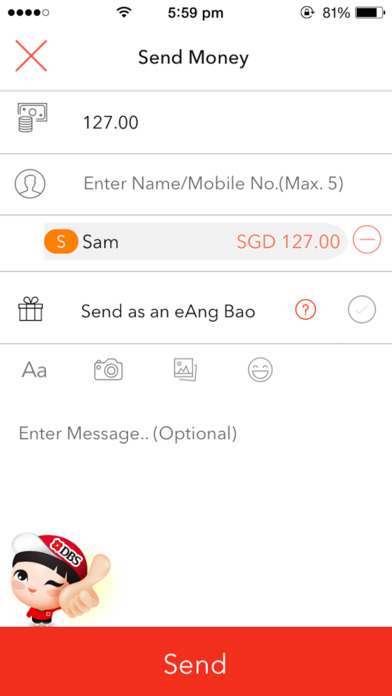 5:59 pm
81%
Send Money
127.00
Enter Name/Mobile No.(Max. 5)
S Sam SGD 127.00
Send as an eAng Bao ?
Aa
Enter Message.. (Optional)
DBS
Send